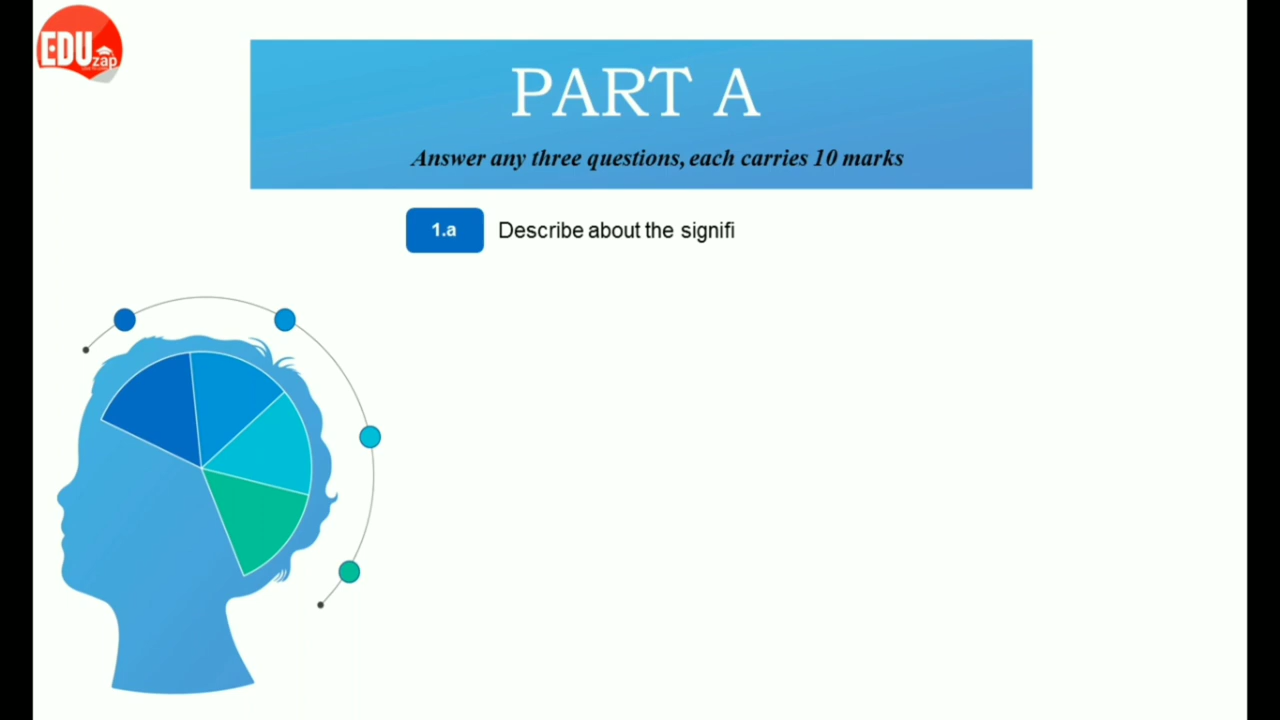 EDU
zap
PART A
Answer any three questions, each carries 10 marks
1.a Describe about the signifi